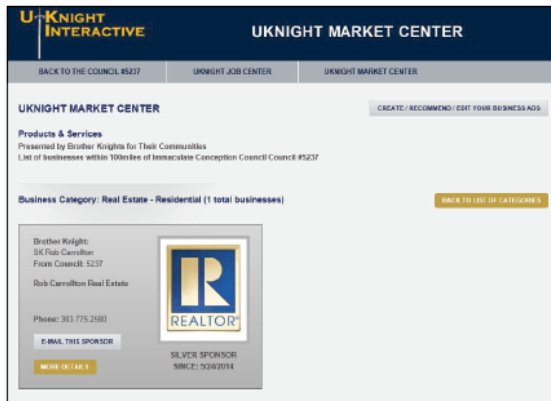 U KNIGHT
INTERACTIVE
UKNIGHT MARKET CENTER
BACK TO THE COUNCIL #5237
UKNIGHT JOB CENTER
UKNIGHT MARKET CENTER
UKNIGHT MARKET CENTER
CREATE / RECOMMEND / EDIT YOUR BUSINESS ADS
Products & Services
Presented by Brother Knights for Their Communities
List of businesses within 100miles of Immaculate Conception Council Council #5237
Business Category: Real Estate - Residential (1 total businesses)
BACK TO LIST OF CATEGORIES
Brother Knight:
SK Rob Carrollton
From Council: 5237
Rob Carrollton Real Estate
Phone: 303.775.2580
E-MAIL THIS SPONSOR
MORE DETAILS
R
REALTOR®
SILVER SPONSOR
SINCE: 5/24/2014